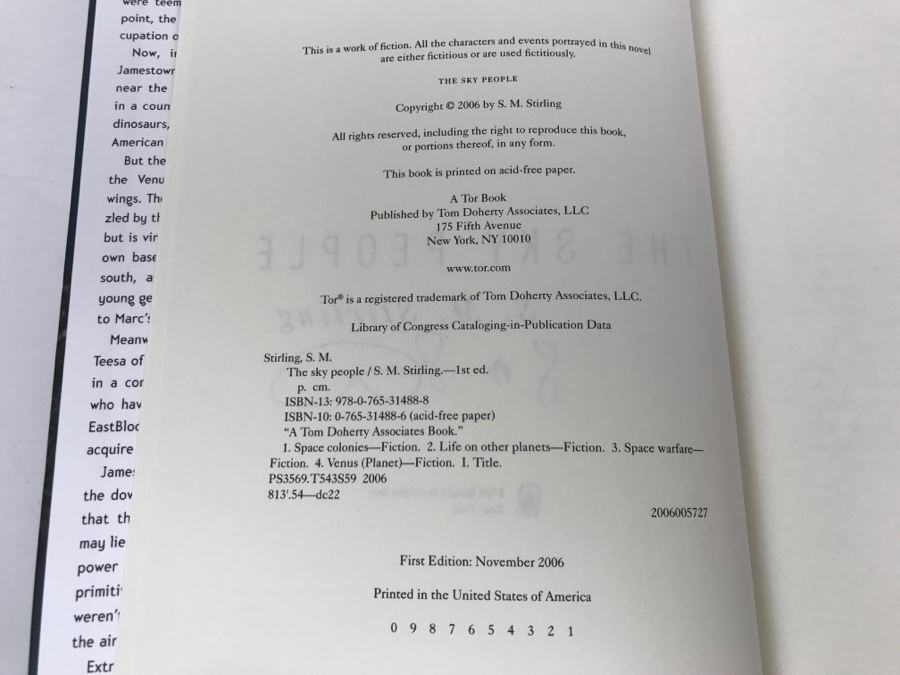 were teem
point, the
cupation o
Now, in
Jamestown
near the
in a coun
dinosaurs,
American
But the
the Venu
wings. The
zled by th
but is vir
own base
south, a
young ge
to Marc's
Meanw
Teesa of
in a cor
who hav
EastBloc
acquire
James
the dov
that th
may lie
power
primiti
weren't
the air
Extr
This is a work of fiction. All the characters and events portrayed in this novel
are either fictitious or are used fictitiously.
THE SKY PEOPLE
Copyright © 2006 by S. M. Stirling
All rights reserved, including the right to reproduce this book,
or portions thereof, in any form.
This book is printed on acid-free paper.
A Tor Book
Published by Tom Doherty Associates, LLC
175 Fifth Avenue
New York, NY 10010
www.tor.com
Tor® is a registered trademark of Tom Doherty Associates, LLC.
Library of Congress Cataloging-in-Publication Data
Stirling, S. M.
The sky people / S. M. Stirling.—1st ed.
p. cm.
ISBN-13: 978-0-765-31488-8
ISBN-10: 0-765-31488-6 (acid-free paper)
“A Tom Doherty Associates Book.”
1. Space colonies—Fiction. 2. Life on other planets—Fiction. 3. Space warfare—
Fiction. 4. Venus (Planet)—Fiction. I. Title.
PS3569.T543S59 2006
813'.54—dc22
2006005727
First Edition: November 2006
Printed in the United States of America
0 9 8 7 6 5 4 3 2 1
THE SKY PEOPLE
S. M. Stirling